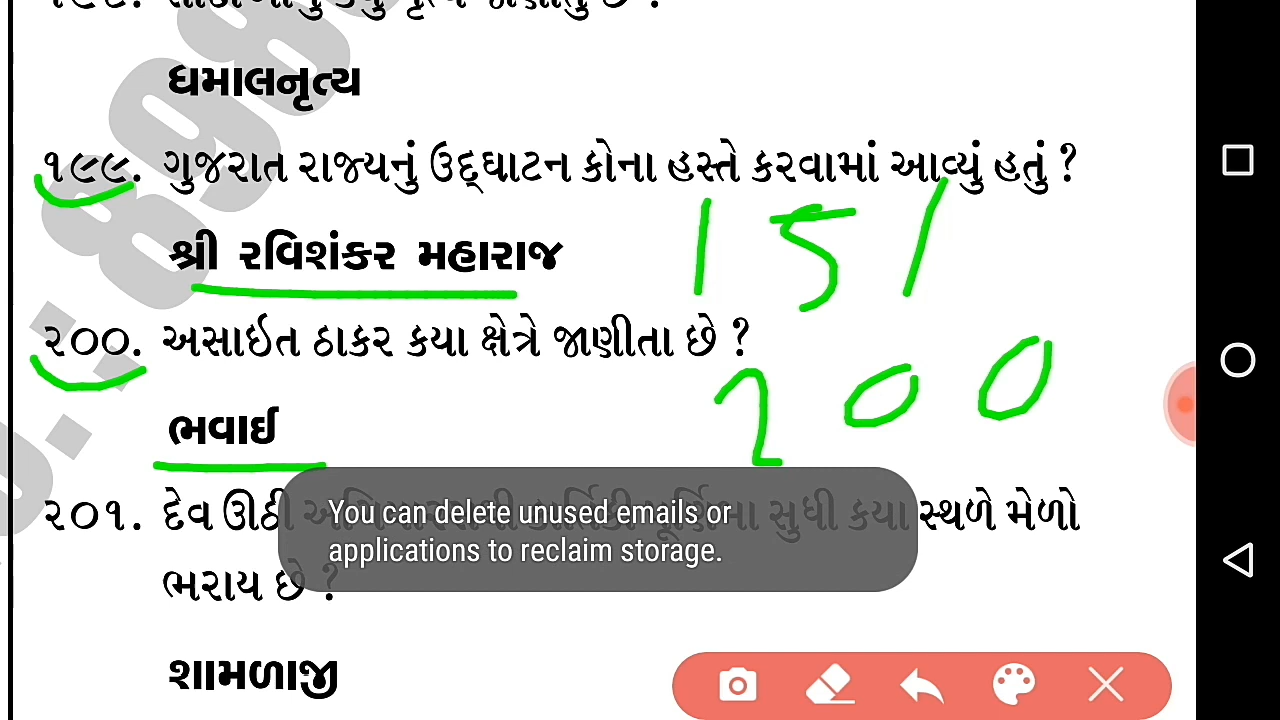 ધમાલનૃત્ય
૧૯૯. ગુજરાત રાજ્યનું ઉદ્ઘાટન કોના હસ્તે કરવામાં આવ્યું હતું ?
શ્રી રવિશંકર મહારાજ
151
૨૦૦. અસાઇત ઠાકર કયા ક્ષેત્રે જાણીતા છે ?
200
ભવાઈ
૨૦૧. દેવ ઊઠી સુધી કયા સ્થળે મેળો
You can delete unused emails or
applications to reclaim storage.
ભરાય છે ?
શામળાજી